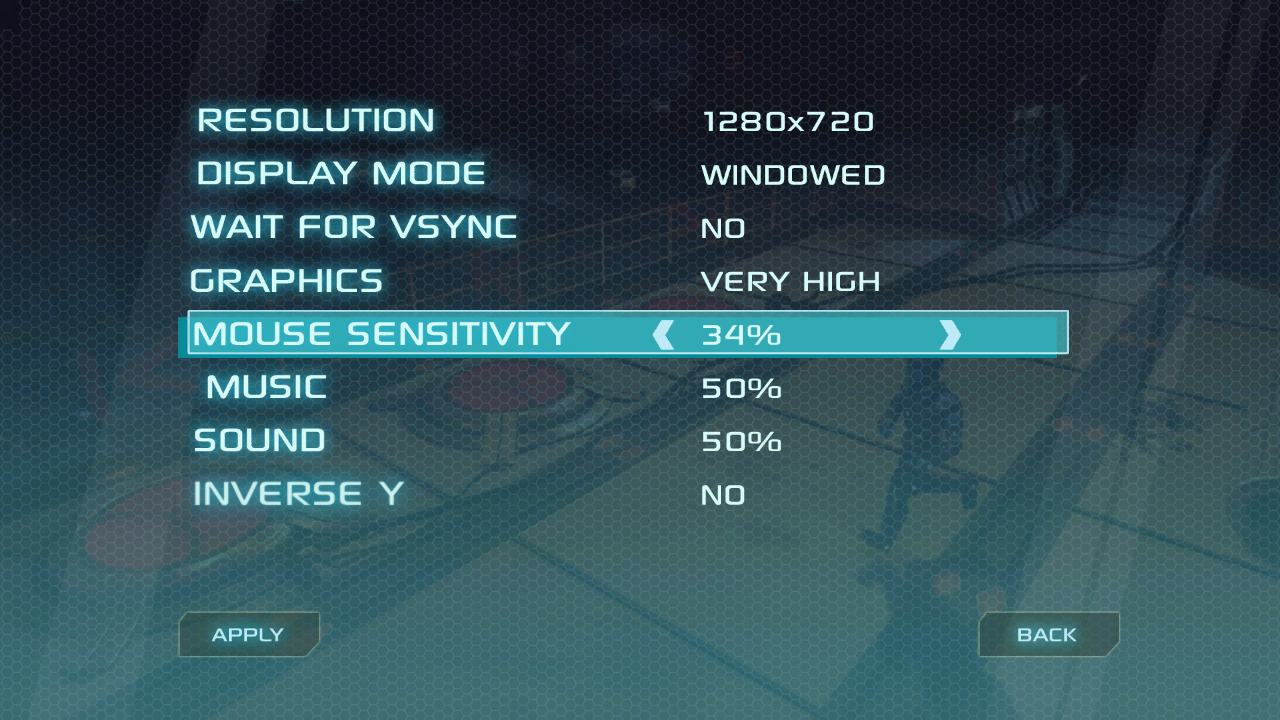 RESOLUTION 1280x720
DISPLAY MODE WINDOWED
WAIT FOR VSYNC NO
GRAPHICS VERY HIGH
MOUSE SENSITIVITY 34%
MUSIC 50%
SOUND 50%
INVERSE Y NO
APPLY BACK